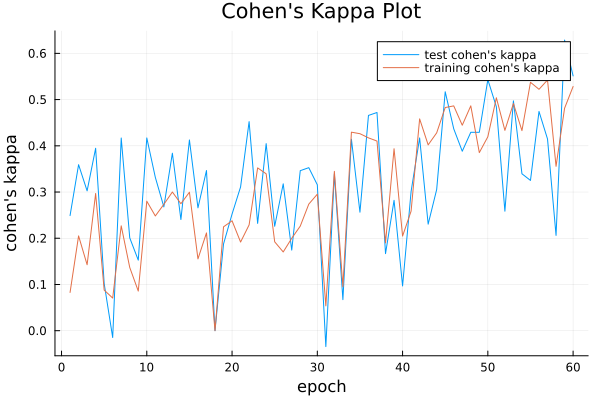 Cohen's Kappa Plot
test cohen's kappa
training cohen's kappa
cohen's kappa
0.6
0.5
0.4
0.3
0.2
0.1
0.0
0 10 20 30 40 50 60
epoch